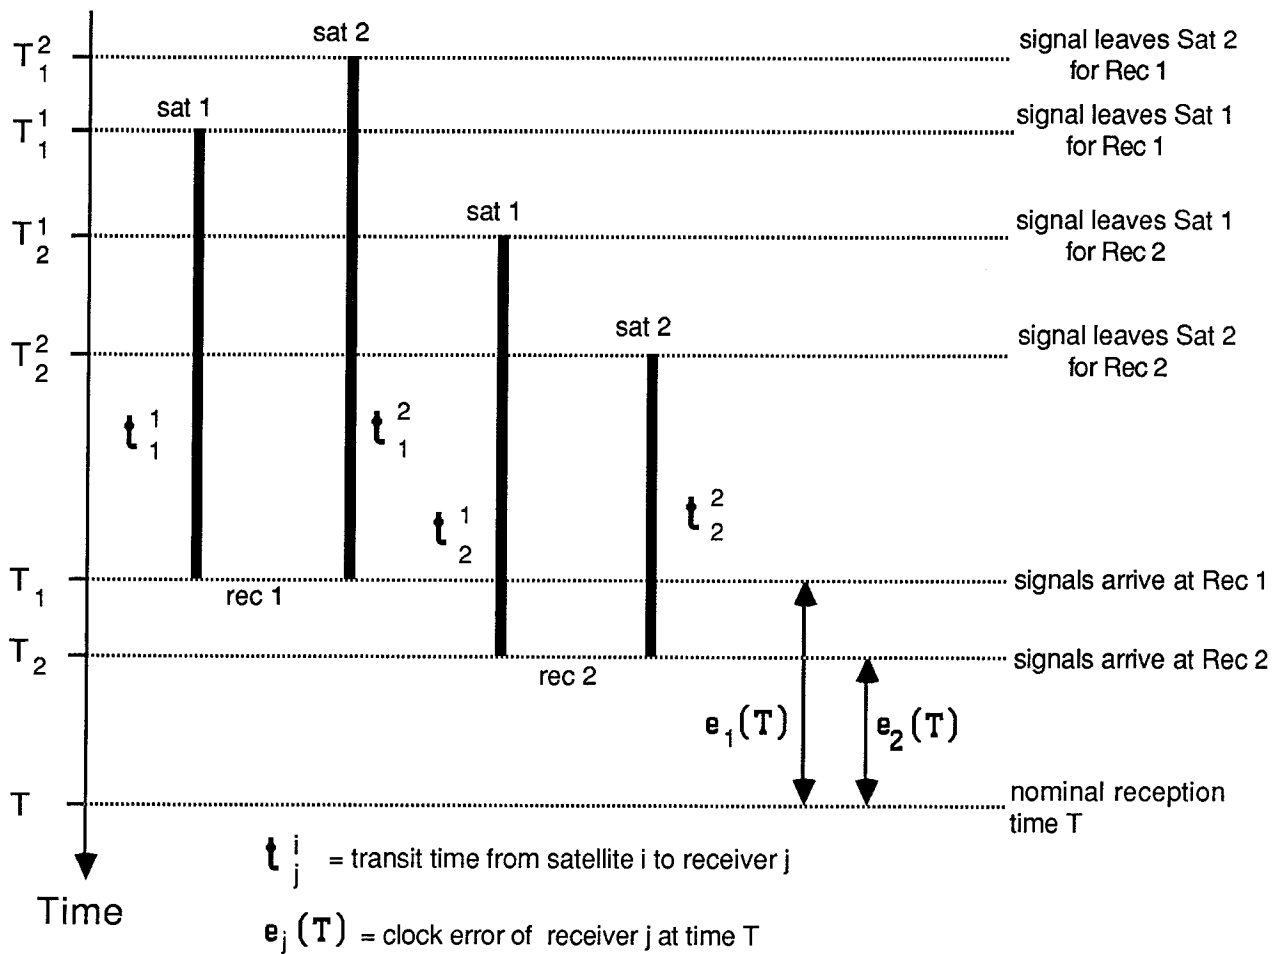 sat 2
T²₁
signal leaves Sat 2
for Rec 1
sat 1
T¹₁
signal leaves Sat 1
for Rec 1
sat 1
T¹₂
signal leaves Sat 1
for Rec 2
sat 2
T²₂
signal leaves Sat 2
for Rec 2
t¹₁
t²₁
t¹₂
t²₂
T₁
rec 1
signals arrive at Rec 1
T₂
rec 2
signals arrive at Rec 2
e₁(T)
e₂(T)
T
nominal reception
time T
tⁱⱼ = transit time from satellite i to receiver j
Time
eⱼ(T) = clock error of receiver j at time T